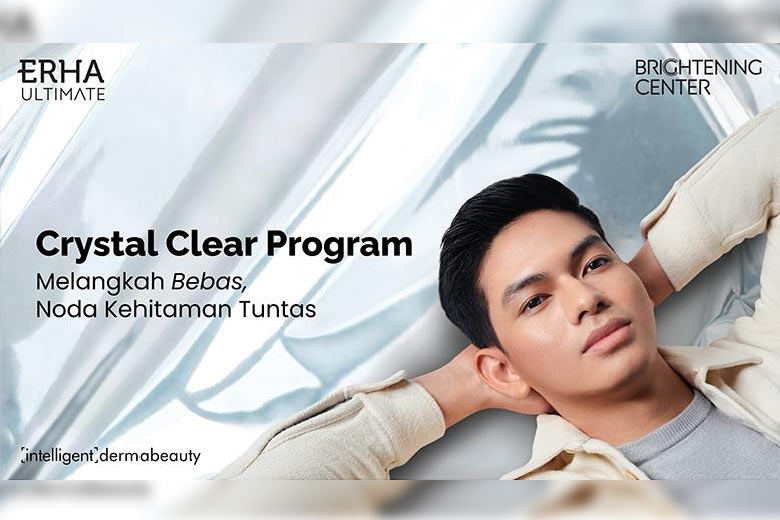 ERHA
ULTIMATE
BRIGHTENING
CENTER
Crystal Clear Program
Melangkah Bebas,
Noda Kehitaman Tuntas
[intelligent]dermabeauty